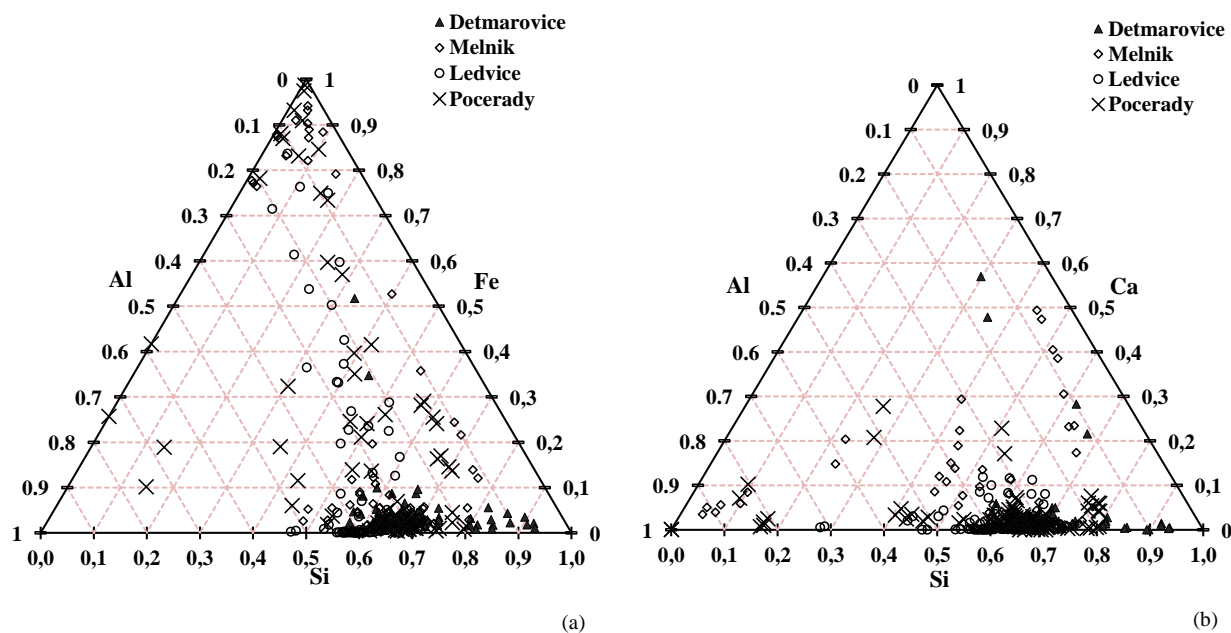 Detmarovice
Melnik
Ledvice
Pocerady
0 1
0.1 0,9
0.2 0,8
0.3 0,7
0.4 0,6
Al Fe
0.5 0,5
0.6 0,4
0.7 0,3
0.8 0,2
0.9 0,1
1 0
0,0 0,1 0,2 0,3 0,4 0,5 0,6 0,7 0,8 0,9 1,0
Si
(a)
Detmarovice
Melnik
Ledvice
Pocerady
0 1
0.1 0,9
0.2 0,8
0.3 0,7
0.4 0,6
Al Ca
0.5 0,5
0.6 0,4
0.7 0,3
0.8 0,2
0.9 0,1
1 0
0,0 0,1 0,2 0,3 0,4 0,5 0,6 0,7 0,8 0,9 1,0
Si
(b)